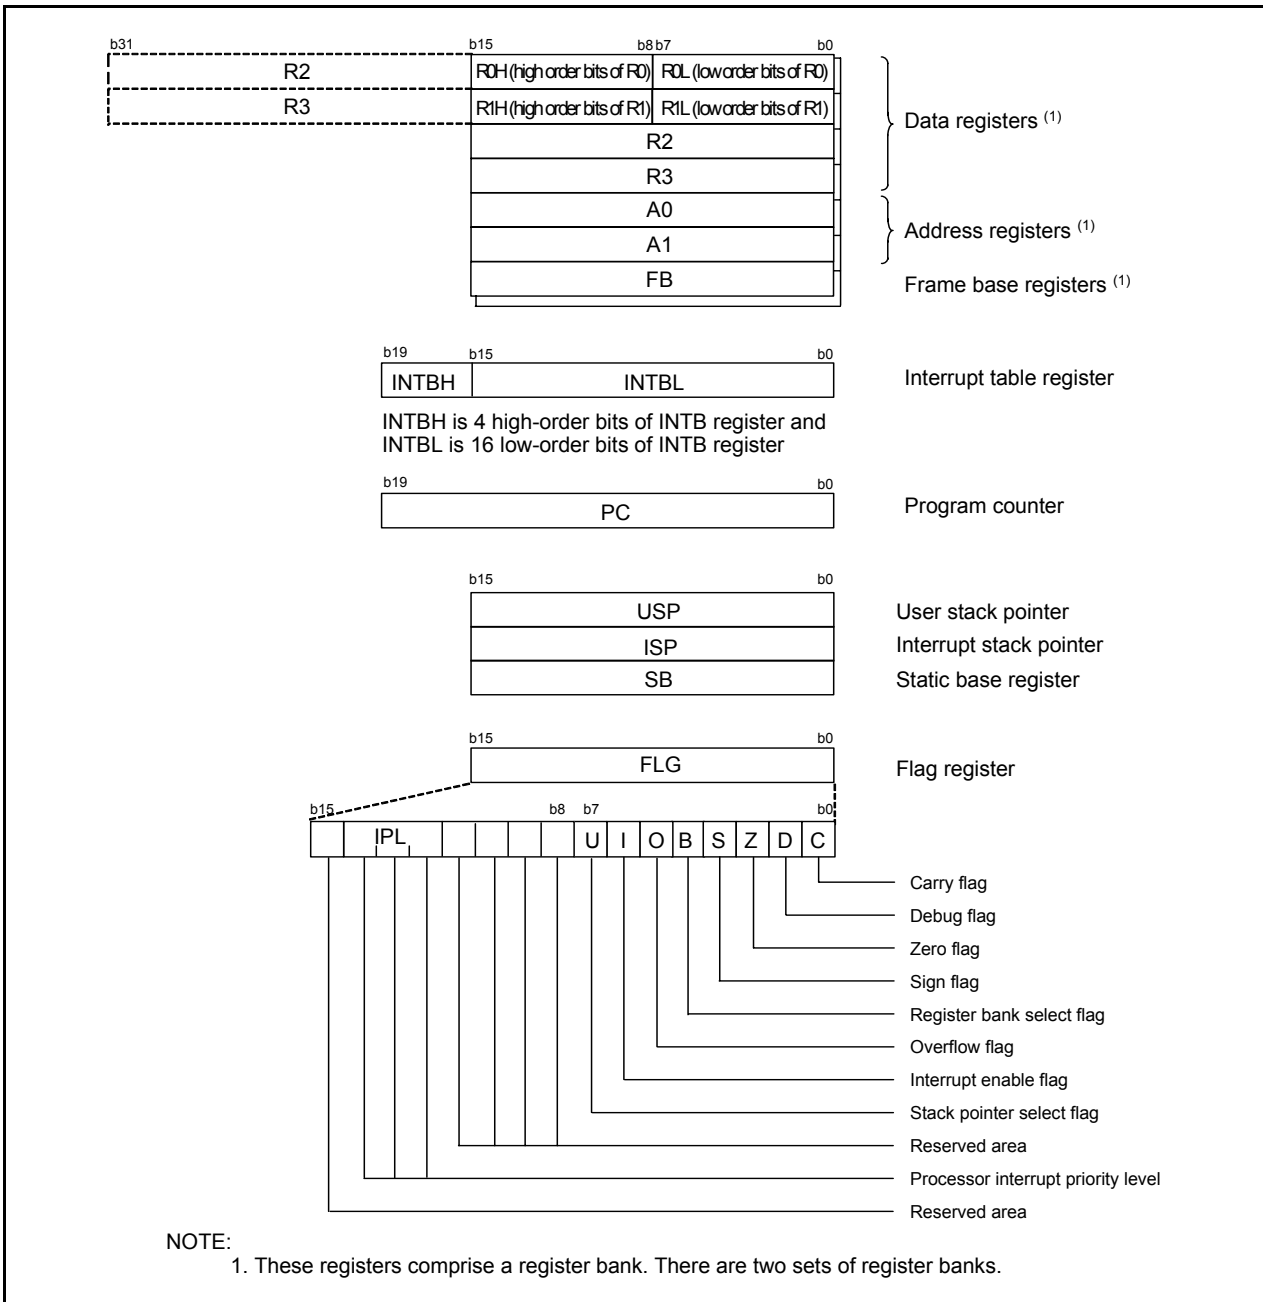 b31 b15 b8 b7 b0
R2 R0H (high order bits of R0) R0L (low order bits of R0)
R3 R1H (high order bits of R1) R1L (low order bits of R1)
Data registers (1)
R2
R3
A0
Address registers (1)
A1
FB
Frame base registers (1)
b19 b15 b0
INTBH INTBL Interrupt table register
INTBH is 4 high-order bits of INTB register and
INTBL is 16 low-order bits of INTB register
b19 b0
PC Program counter
b15 b0
USP User stack pointer
ISP Interrupt stack pointer
SB Static base register
b15 b0
FLG Flag register
b15 b8 b7 b0
IPL U I O B S Z D C
Carry flag
Debug flag
Zero flag
Sign flag
Register bank select flag
Overflow flag
Interrupt enable flag
Stack pointer select flag
Reserved area
Processor interrupt priority level
Reserved area
NOTE:
1. These registers comprise a register bank. There are two sets of register banks.